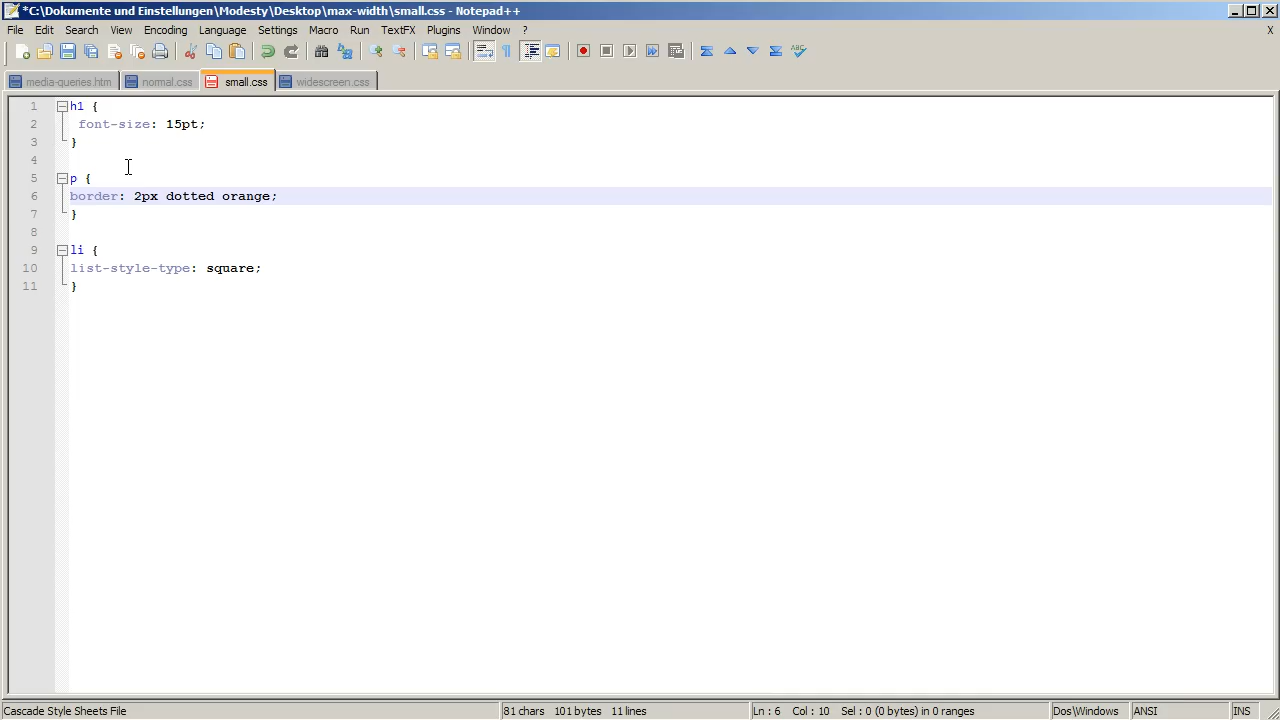 *C:\Dokumente und Einstellungen\Modesty\Desktop\max-width\small.css - Notepad++
File Edit Search View Encoding Language Settings Macro Run TextFX Plugins Window ? X
media-queries.htm normal.css small.css widescreen.css
1 h1 {
2 font-size: 15pt;
3 }
4
5 p {
6 border: 2px dotted orange;
7 }
8
9 li {
10 list-style-type: square;
11 }
Cascade Style Sheets File 81 chars 101 bytes 11 lines Ln : 6 Col : 10 Sel : 0 (0 bytes) in 0 ranges Dos\Windows ANSI INS